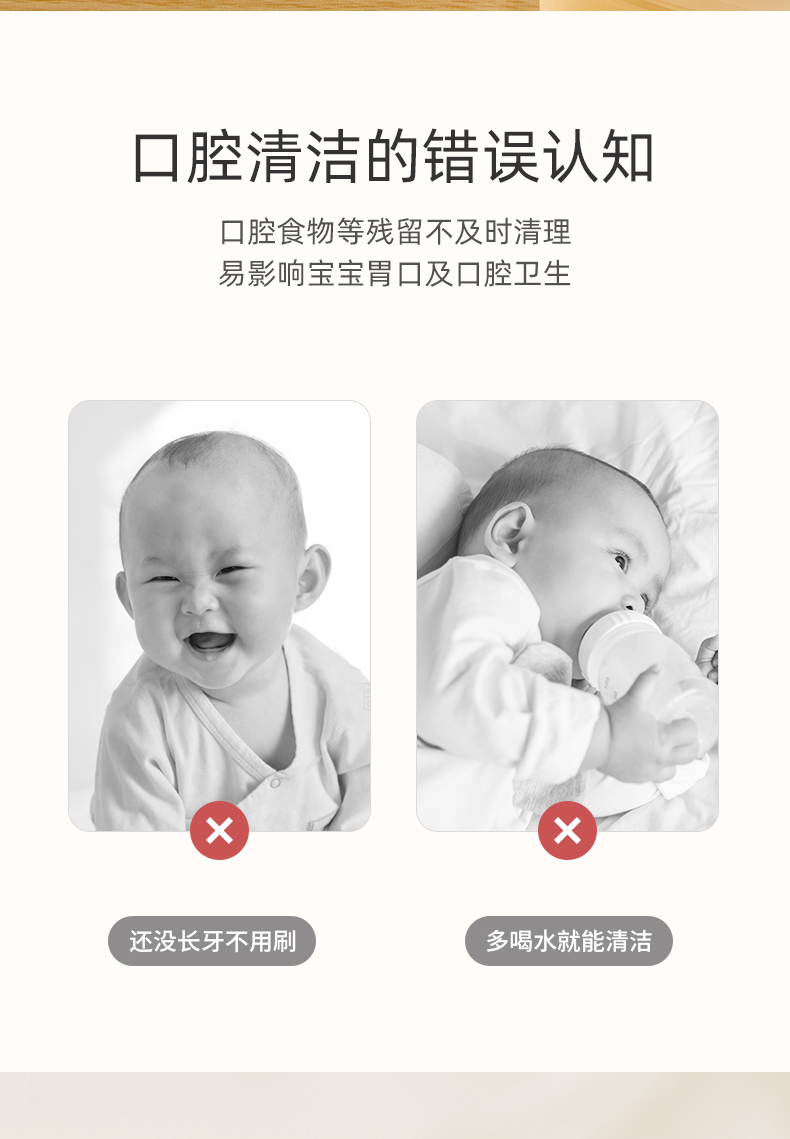 口腔清洁的错误认知
口腔食物等残留不及时清理
易影响宝宝胃口及口腔卫生
还没长牙不用刷
多喝水就能清洁